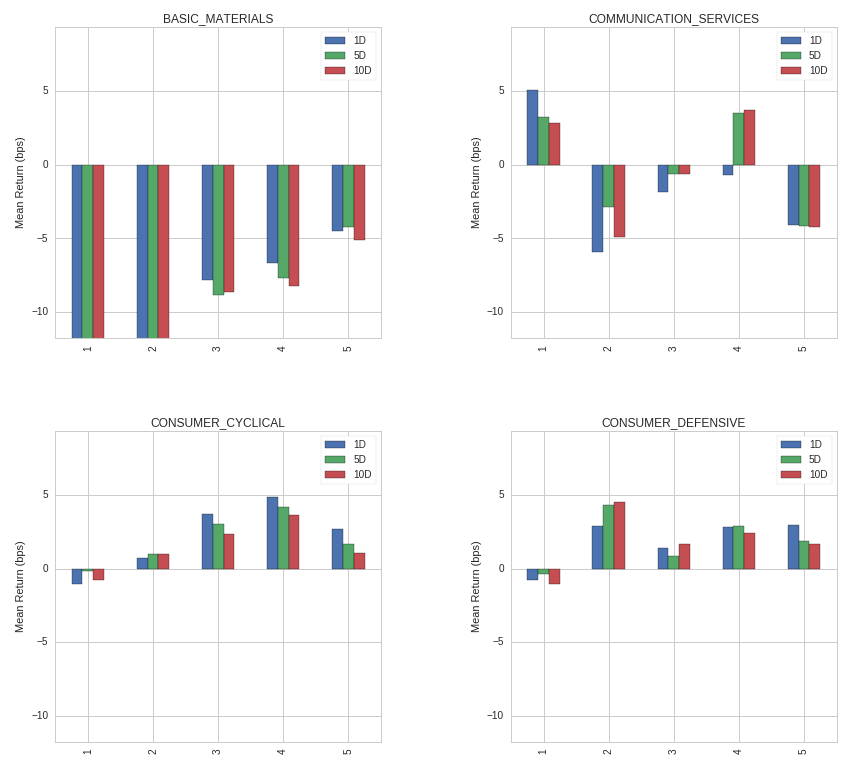 BASIC_MATERIALS
1D
5D
10D
Mean Return (bps)
5
0
−5
−10
1
2
3
4
5
COMMUNICATION_SERVICES
1D
5D
10D
Mean Return (bps)
5
0
−5
−10
1
2
3
4
5
CONSUMER_CYCLICAL
1D
5D
10D
Mean Return (bps)
5
0
−5
−10
1
2
3
4
5
CONSUMER_DEFENSIVE
1D
5D
10D
Mean Return (bps)
5
0
−5
−10
1
2
3
4
5